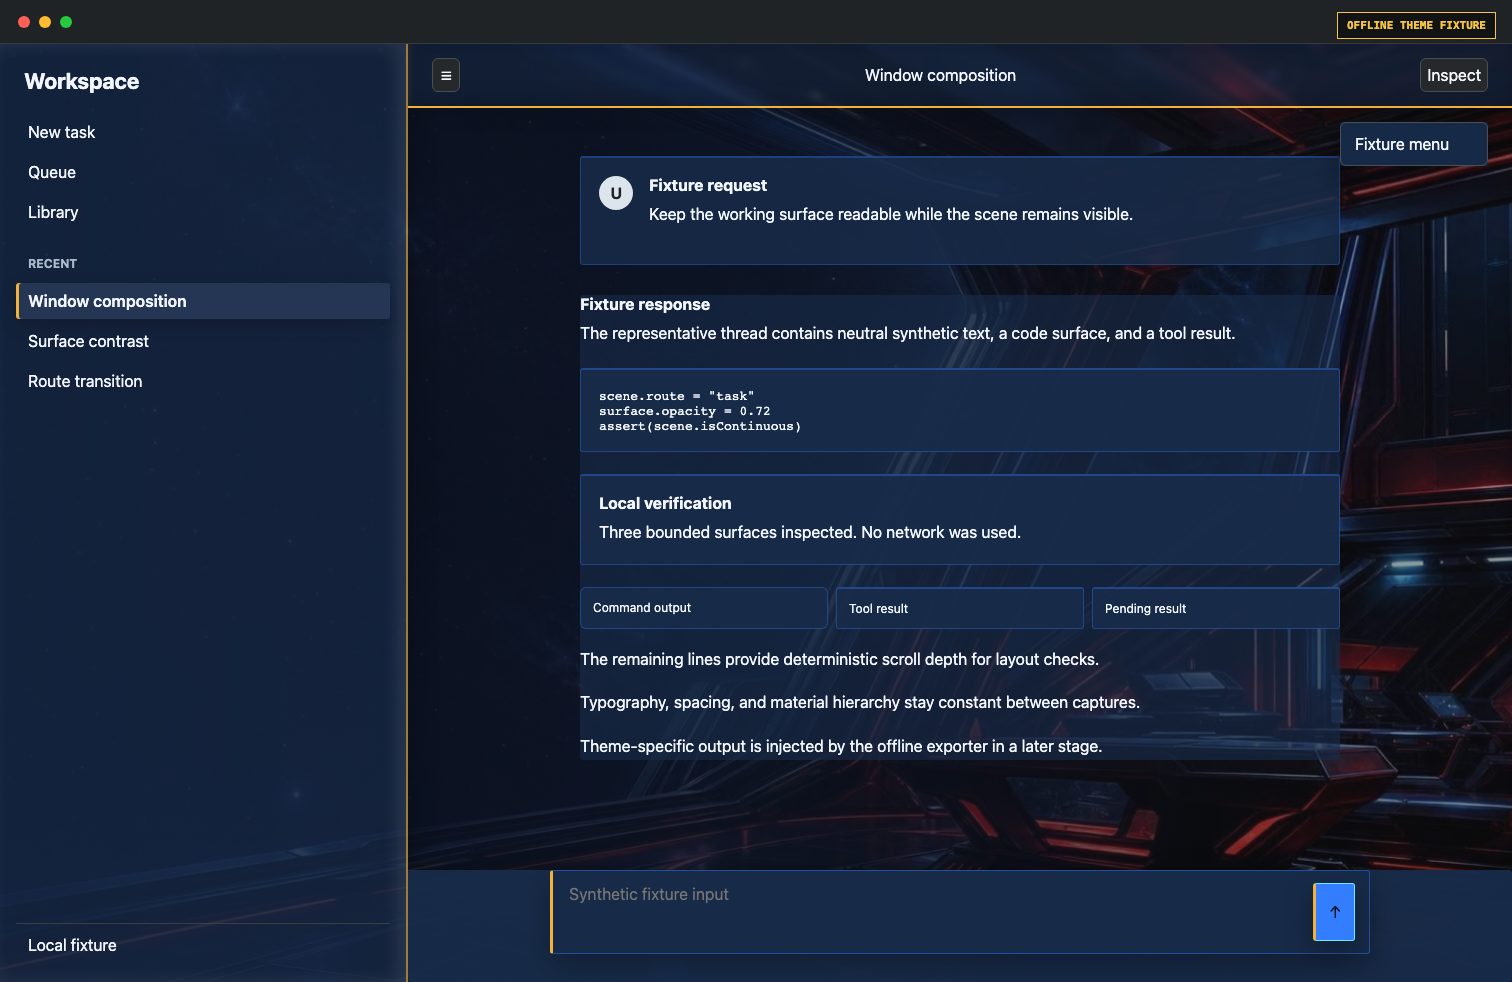 OFFLINE THEME FIXTURE
Workspace
New task
Queue
Library
RECENT
Window composition
Surface contrast
Route transition
Local fixture
≡
Window composition
Inspect
Fixture menu
U
Fixture request
Keep the working surface readable while the scene remains visible.
Fixture response
The representative thread contains neutral synthetic text, a code surface, and a tool result.
scene.route = "task"
surface.opacity = 0.72
assert(scene.isContinuous)
Local verification
Three bounded surfaces inspected. No network was used.
Command output
Tool result
Pending result
The remaining lines provide deterministic scroll depth for layout checks.
Typography, spacing, and material hierarchy stay constant between captures.
Theme-specific output is injected by the offline exporter in a later stage.
Synthetic fixture input
↑